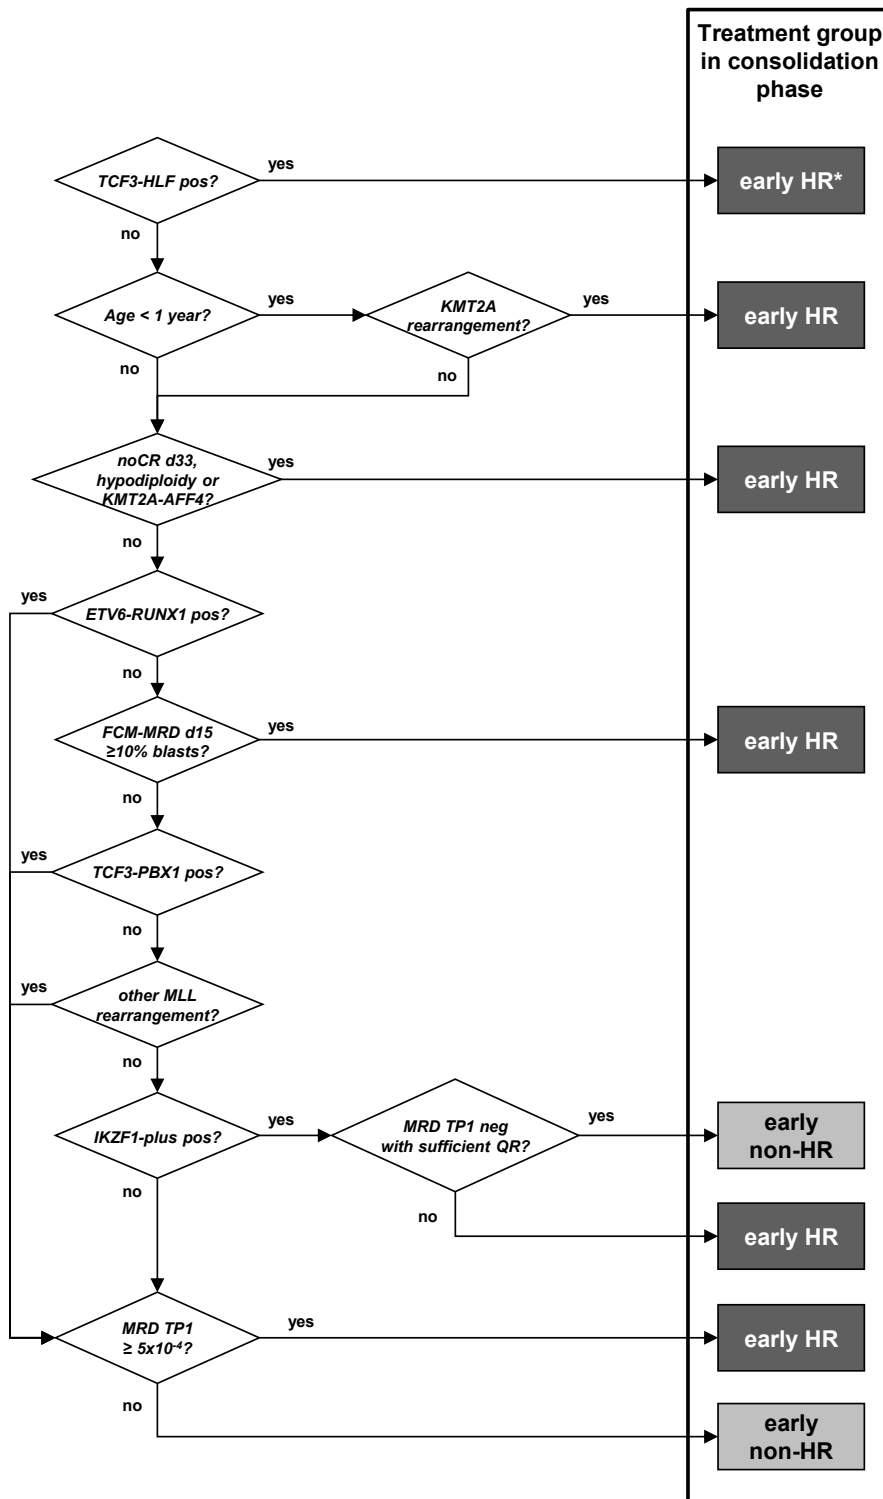 Treatment group
in consolidation
phase
TCF3-HLF pos?
yes
early HR*
no
Age < 1 year?
yes
KMT2A
rearrangement?
yes
early HR
no
no
noCR d33,
hypodiploidy or
KMT2A-AFF4?
yes
early HR
no
yes
ETV6-RUNX1 pos?
no
FCM-MRD d15
≥10% blasts?
yes
early HR
no
yes
TCF3-PBX1 pos?
no
yes
other MLL
rearrangement?
no
IKZF1-plus pos?
yes
MRD TP1 neg
with sufficient QR?
yes
early
non-HR
no
no
early HR
MRD TP1
≥ 5x10⁻⁴?
yes
early HR
no
early
non-HR